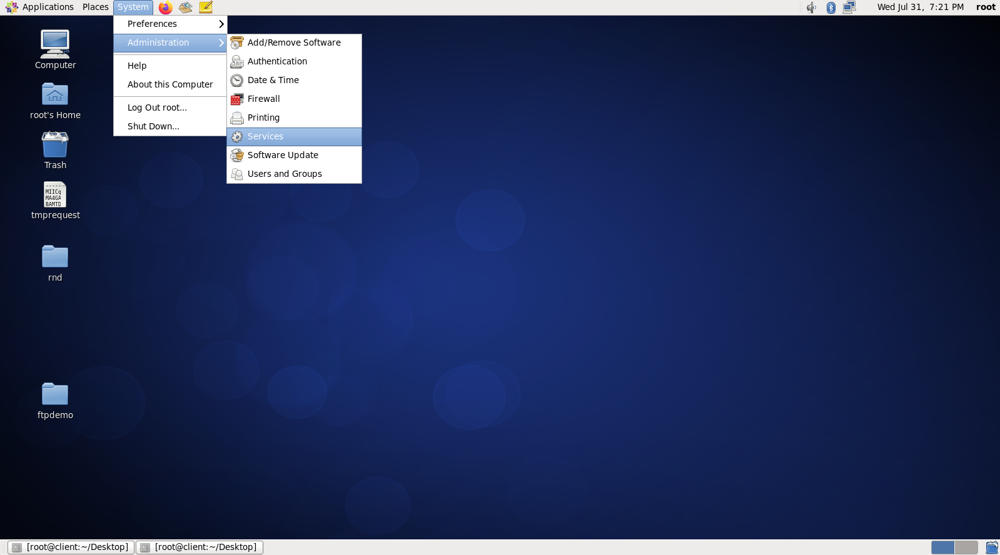 Applications Places System
Wed Jul 31, 7:21 PM root
Preferences
Administration
Help
About this Computer
Log Out root...
Shut Down...
Add/Remove Software
Authentication
Date & Time
Firewall
Printing
Services
Software Update
Users and Groups
Computer
root's Home
Trash
MIICq
MA4GA
BAMTD
tmprequest
rnd
ftpdemo
[root@client:~/Desktop] [root@client:~/Desktop]